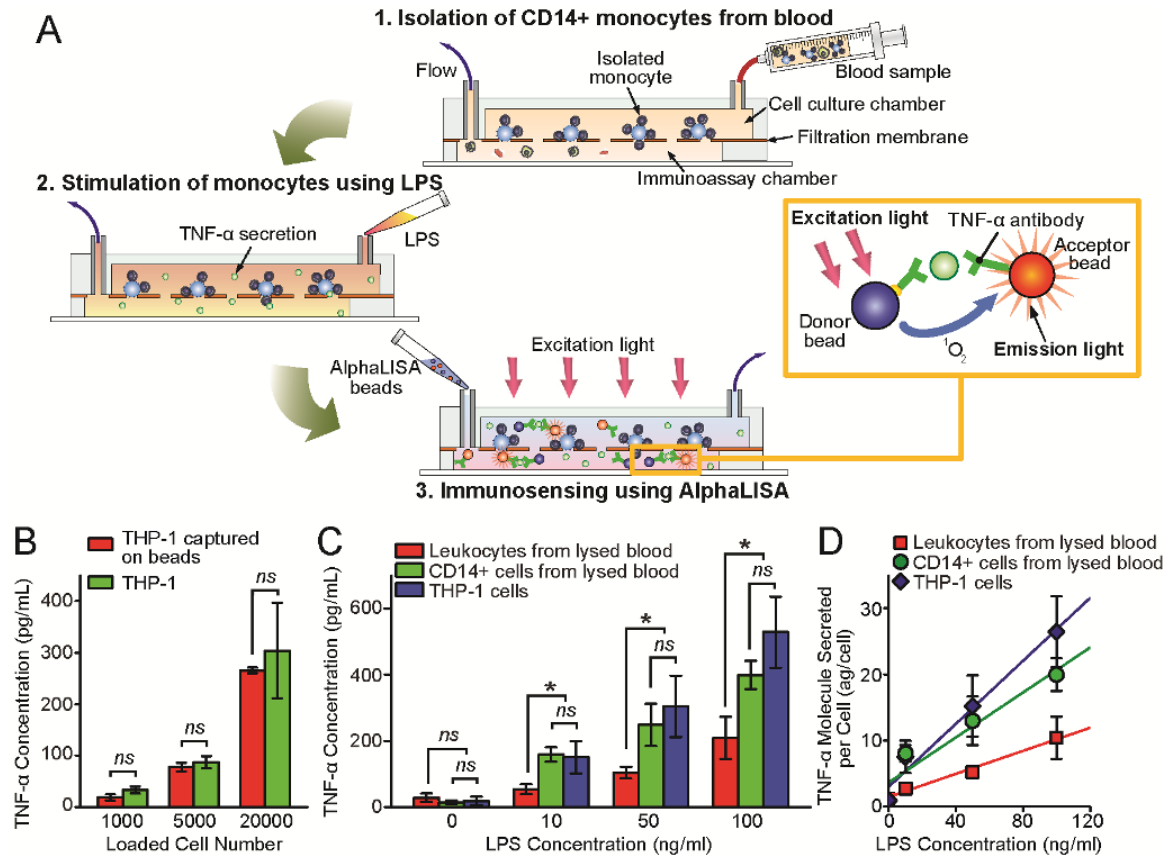 A
1. Isolation of CD14+ monocytes from blood
Flow
Isolated
monocyte
Blood sample
Cell culture chamber
Filtration membrane
Immunoassay chamber
2. Stimulation of monocytes using LPS
TNF-α secretion
LPS
Excitation light
TNF-α antibody
Acceptor
bead
Donor
bead
¹O₂
Emission light
AlphaLISA
beads
Excitation light
3. Immunosensing using AlphaLISA
B
THP-1 captured
on beads
THP-1
TNF-α Concentration (pg/mL)
400
300
200
100
0
ns
ns
ns
1000
5000
20000
Loaded Cell Number
C
Leukocytes from lysed blood
CD14+ cells from lysed blood
THP-1 cells
TNF-α Concentration (pg/mL)
600
400
200
0
ns
*
ns
*
ns
*
ns
0
10
50
100
LPS Concentration (ng/ml)
D
Leukocytes from lysed blood
CD14+ cells from lysed blood
THP-1 cells
TNF-α Molecule Secreted
per Cell (ag/cell)
30
20
10
0
0
40
80
120
LPS Concentration (ng/ml)